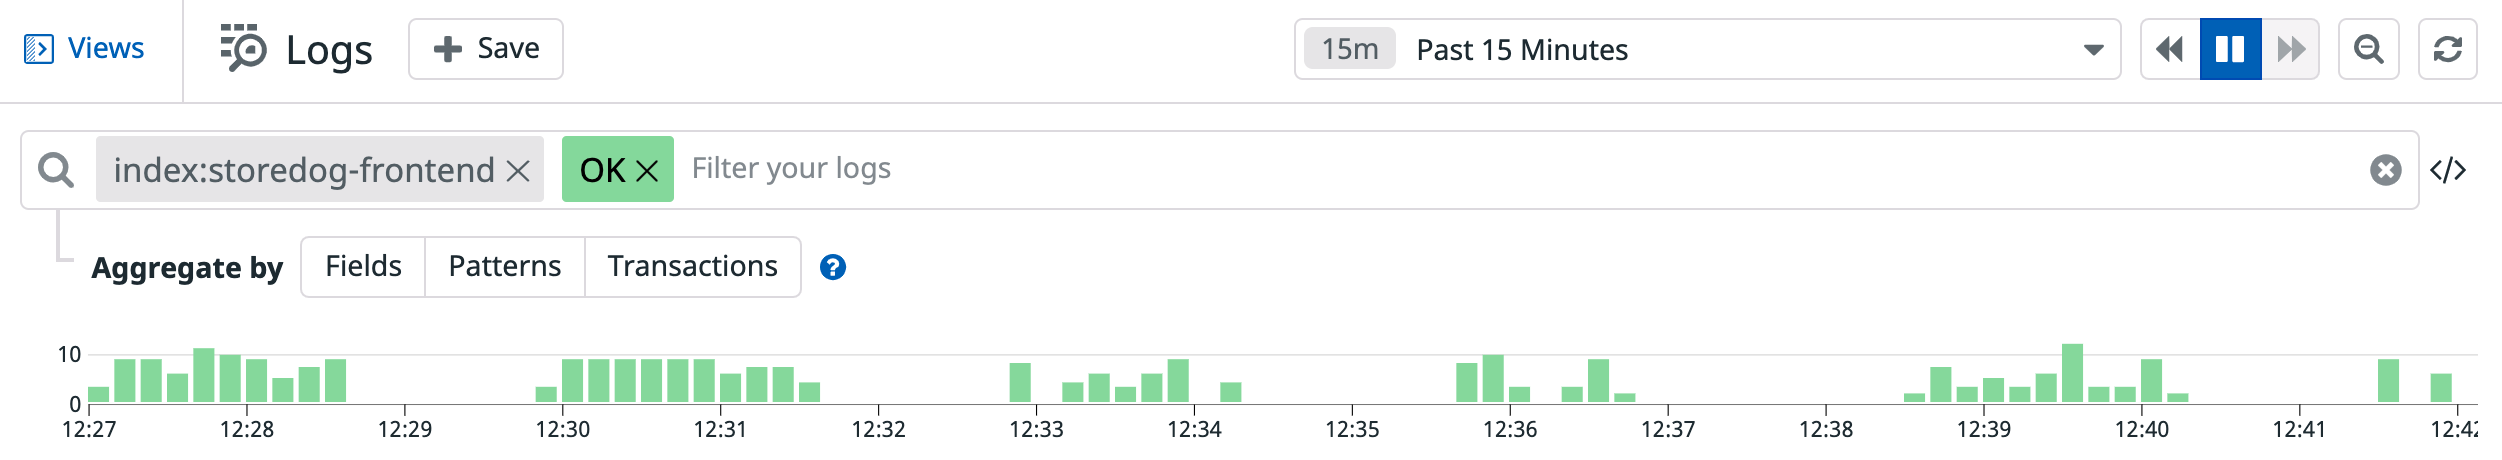 Views Logs Save 15m Past 15 Minutes
index:storedog-frontend OK Filter your logs </>
Aggregate by Fields Patterns Transactions ?
10
0
12:27 12:28 12:29 12:30 12:31 12:32 12:33 12:34 12:35 12:36 12:37 12:38 12:39 12:40 12:41 12:42